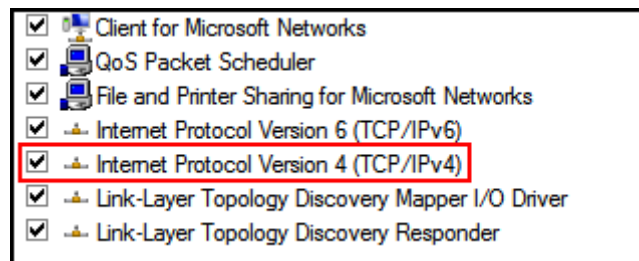 Client for Microsoft Networks
QoS Packet Scheduler
File and Printer Sharing for Microsoft Networks
Internet Protocol Version 6 (TCP/IPv6)
Internet Protocol Version 4 (TCP/IPv4)
Link-Layer Topology Discovery Mapper I/O Driver
Link-Layer Topology Discovery Responder